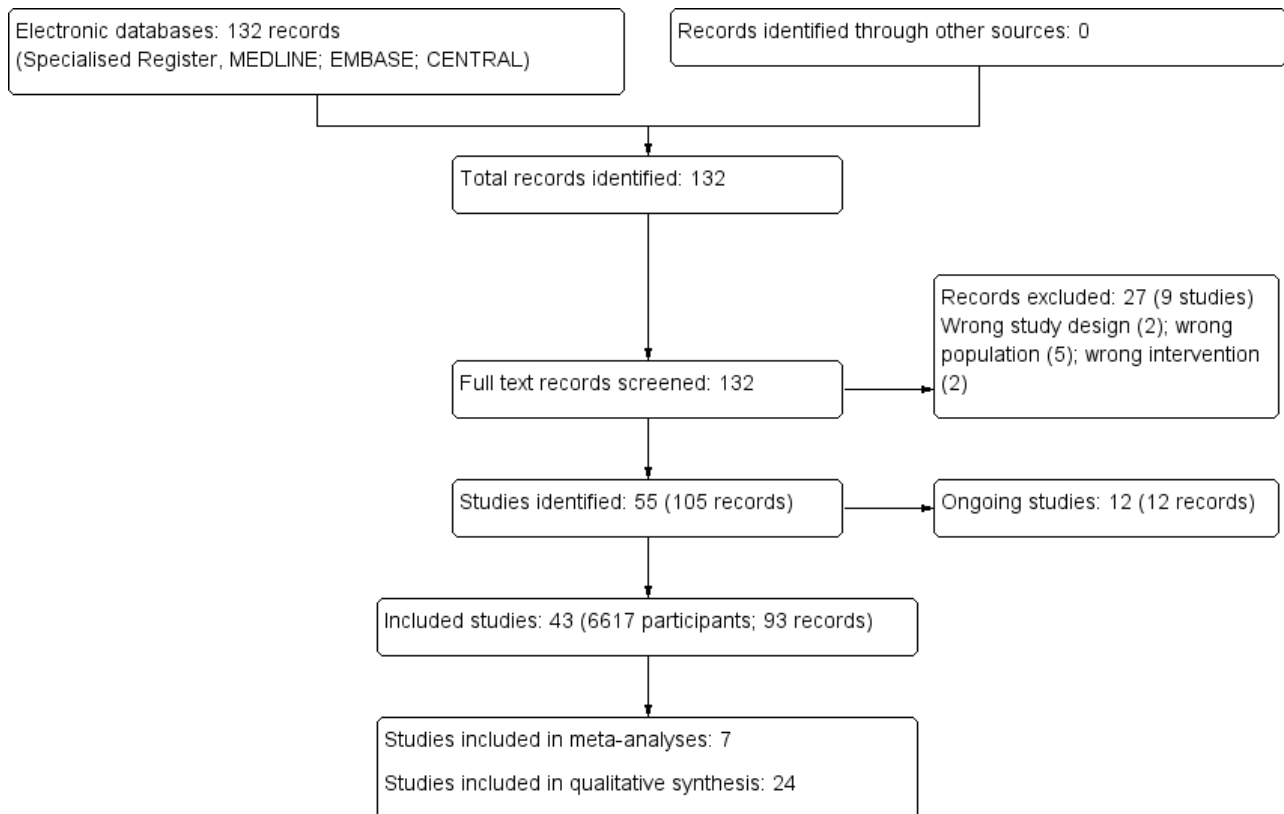 Electronic databases: 132 records
(Specialised Register, MEDLINE; EMBASE; CENTRAL)
Records identified through other sources: 0
Total records identified: 132
Records excluded: 27 (9 studies)
Wrong study design (2); wrong
population (5); wrong intervention
(2)
Full text records screened: 132
Studies identified: 55 (105 records)
Ongoing studies: 12 (12 records)
Included studies: 43 (6617 participants; 93 records)
Studies included in meta-analyses: 7
Studies included in qualitative synthesis: 24